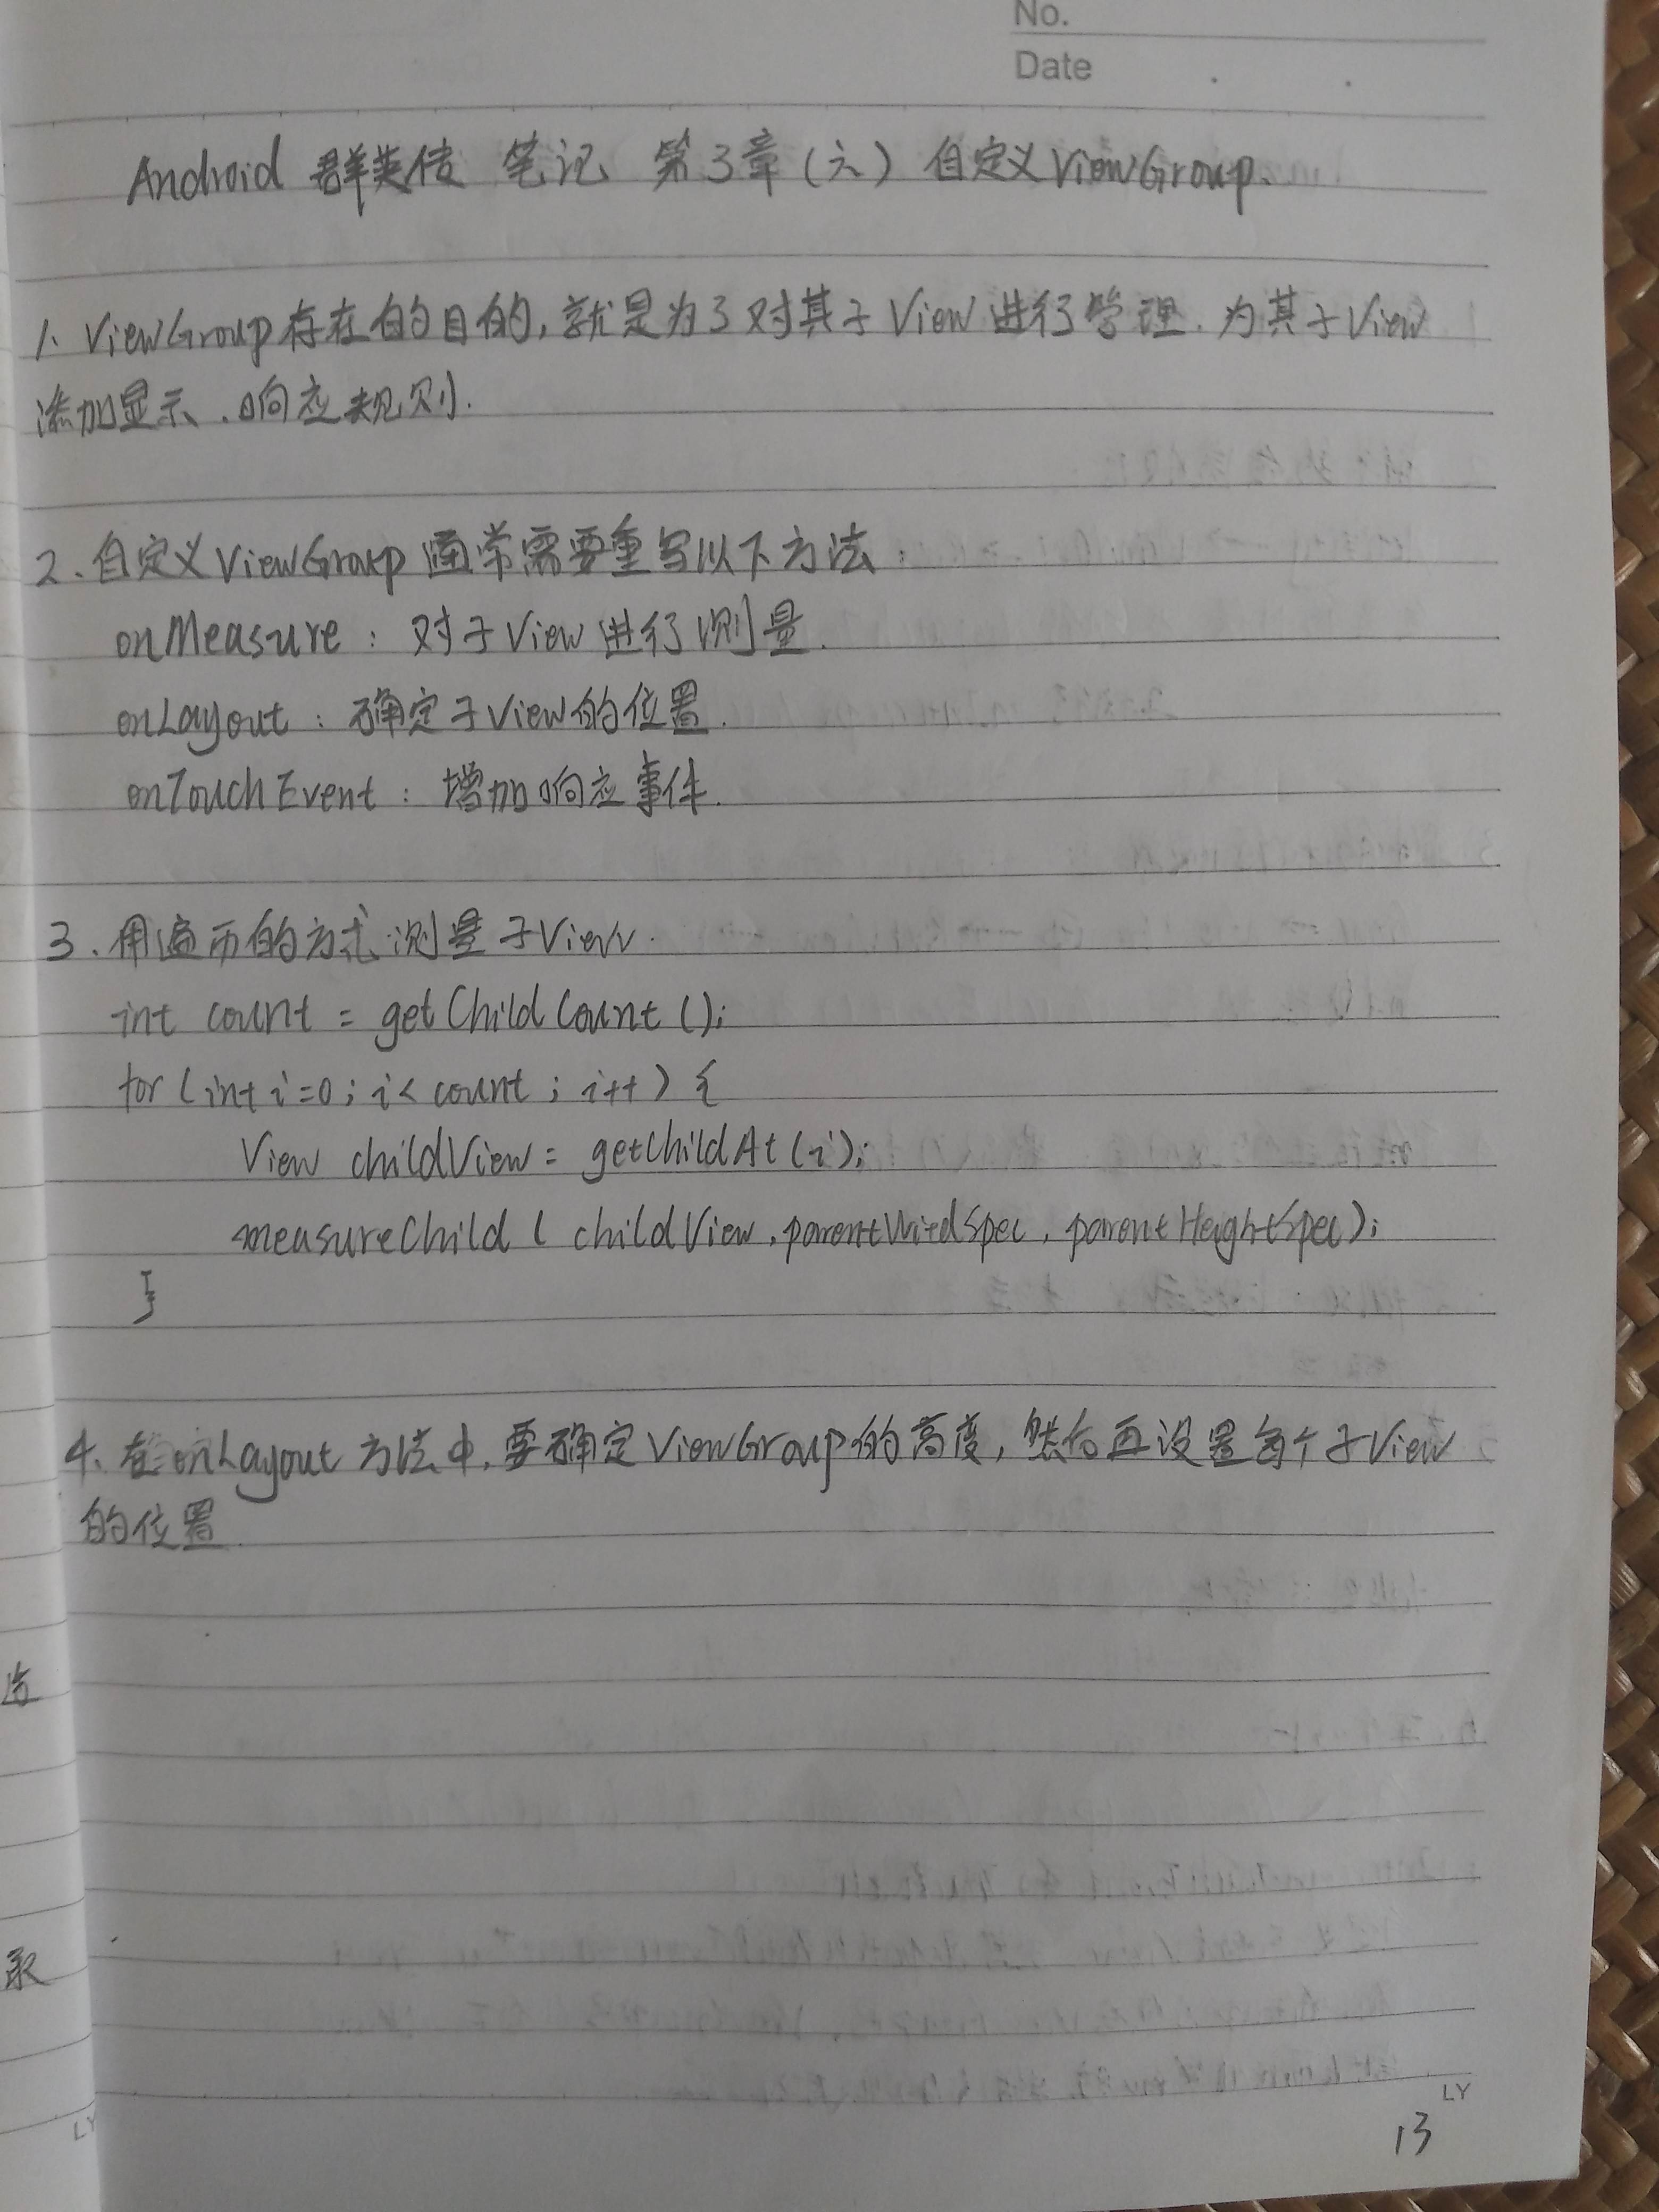 No.
Date
Android 群英传 笔记 第3章(六) 自定义ViewGroup.
1. ViewGroup存在的目的,就是为了对其子View进行管理.为其子View
添加显示.响应规则.
2.自定义ViewGroup 通常需要重写以下方法:
onMeasure: 对子View进行测量.
onLayout: 确定子View的位置.
onTouchEvent: 增加响应事件.
3.用遍历的方式测量子View.
int count = getChildCount();
for (int i=0; i< count; i++) {
View childView = getChildAt(i);
measureChild ( childView, parentWitdSpec, parentHeightSpec);
}
4. 在onLayout 方法中,要确定ViewGroup的高度,然后再设置每个子View
的位置.
取
LY
LY
13